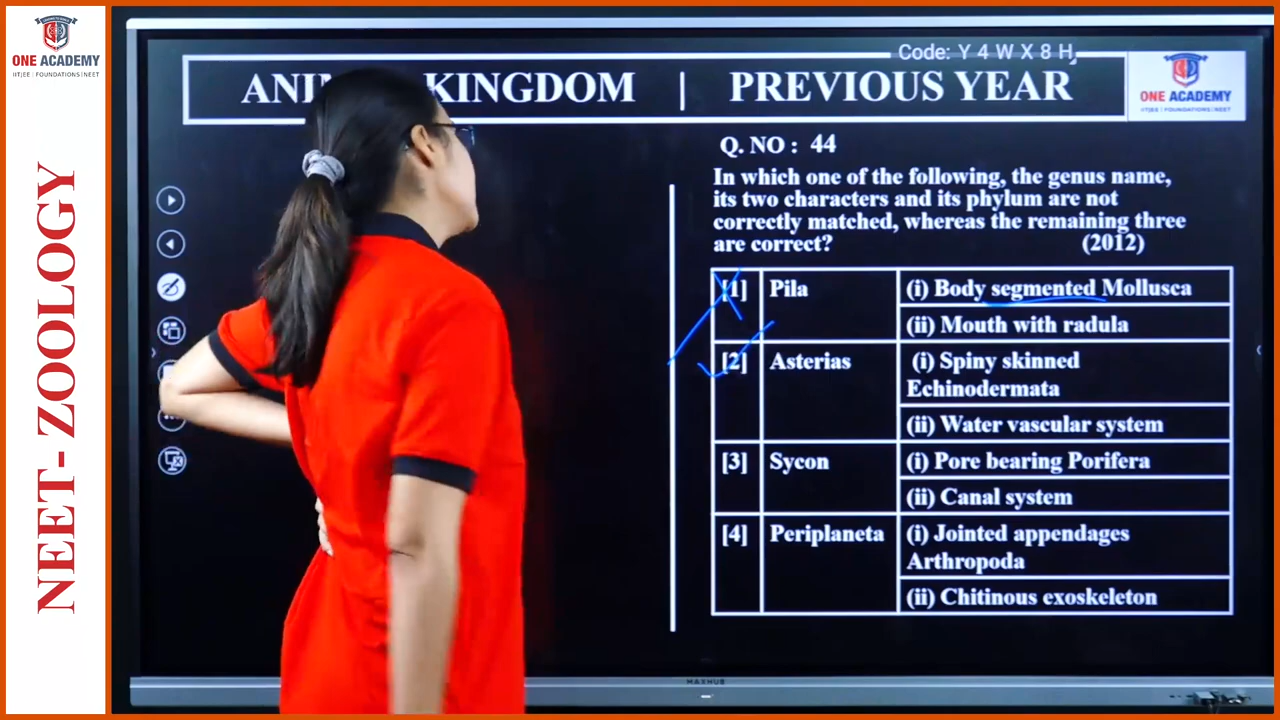 ONE ACADEMY
IIT|EE | FOUNDATIONS | NEET
NEET- ZOOLOGY
Code: Y 4 W X 8 H
KINGDOM | PREVIOUS YEAR
ONE ACADEMY
IIT|EE | FOUNDATIONS | NEET
Q. NO : 44
In which one of the following, the genus name,
its two characters and its phylum are not
correctly matched, whereas the remaining three
are correct? (2012)
[1] Pila (i) Body segmented Mollusca
(ii) Mouth with radula
[2] Asterias (i) Spiny skinned
Echinodermata
(ii) Water vascular system
[3] Sycon (i) Pore bearing Porifera
(ii) Canal system
[4] Periplaneta (i) Jointed appendages
Arthropoda
(ii) Chitinous exoskeleton
MAXHUB